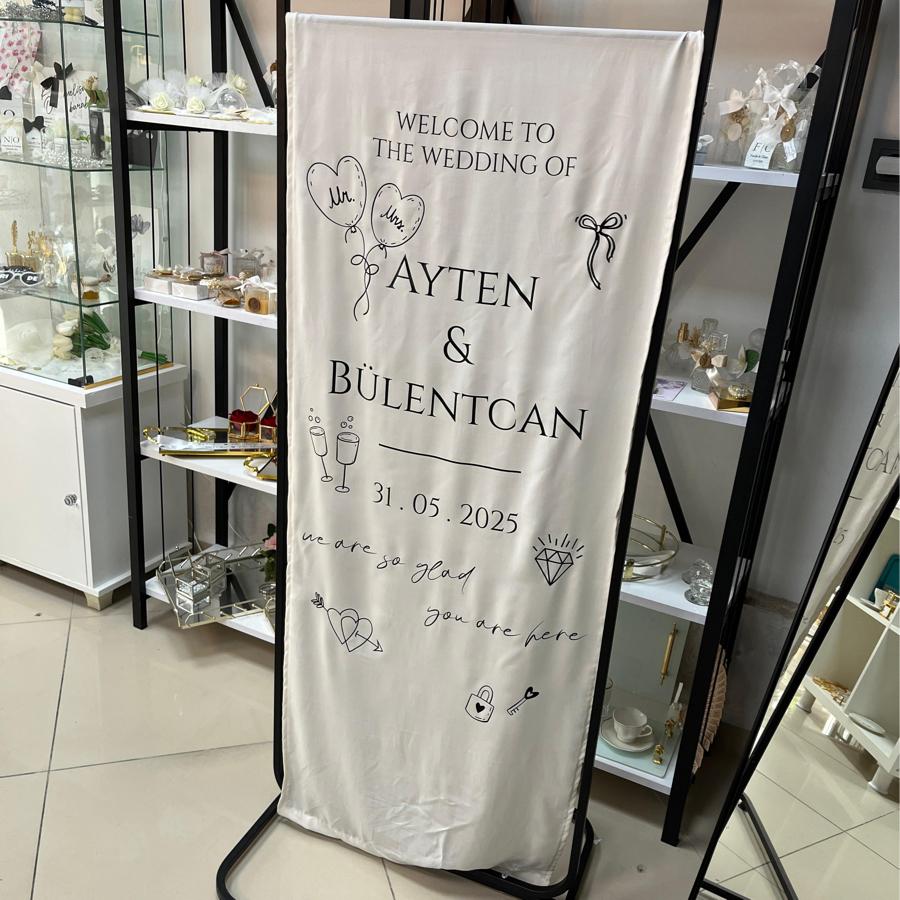 WELCOME TO
THE WEDDING OF
Mr.
Mrs.
AYTEN
&
BÜLENTCAN
31.05.2025
we are so glad
you are here
F|C